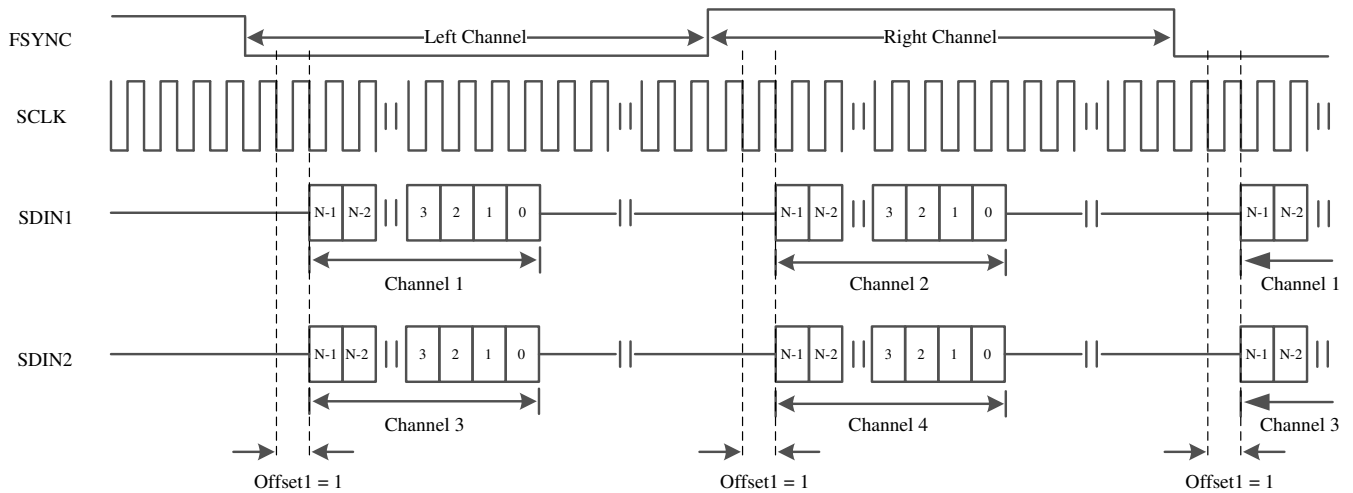 FSYNC
Left Channel
Right Channel
SCLK
SDIN1
N-1 N-2 3 2 1 0 N-1 N-2 3 2 1 0 N-1 N-2
Channel 1 Channel 2 Channel 1
SDIN2
N-1 N-2 3 2 1 0 N-1 N-2 3 2 1 0 N-1 N-2
Channel 3 Channel 4 Channel 3
Offset1 = 1 Offset1 = 1 Offset1 = 1